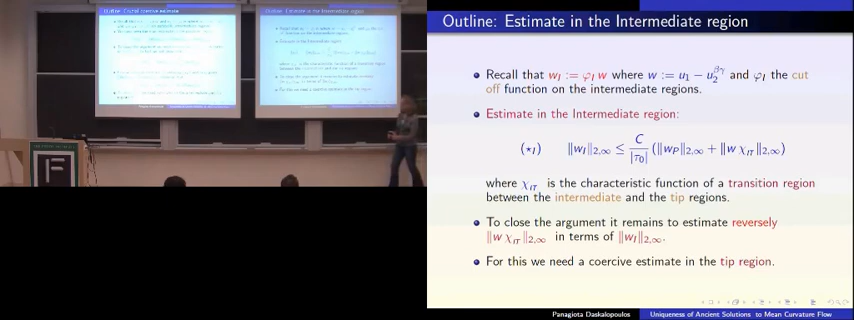 Outline: Estimate in the Intermediate region
Recall that w_I := φ_I w where w := u_1 − u_2^{βγ} and φ_I the cut
off function on the intermediate regions.
Estimate in the Intermediate region:
(⋆_I) ‖w_I‖_{2,∞} ≤ C/|τ_0| (‖w_P‖_{2,∞} + ‖w χ_{IT}‖_{2,∞})
where χ_{IT} is the characteristic function of a transition region
between the intermediate and the tip regions.
To close the argument it remains to estimate reversely
‖w χ_{IT}‖_{2,∞} in terms of ‖w_I‖_{2,∞}.
For this we need a coercive estimate in the tip region.
Panagiota Daskalopoulos Uniqueness of Ancient Solutions to Mean Curvature Flow